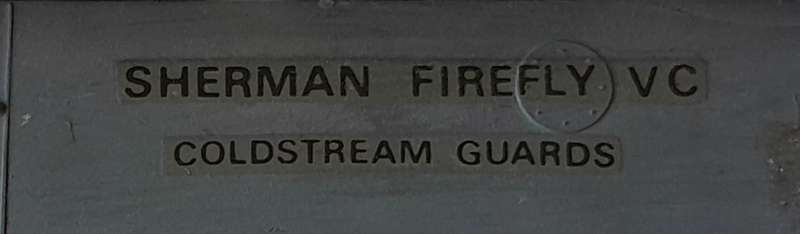 SHERMAN FIREFLY VC
COLDSTREAM GUARDS